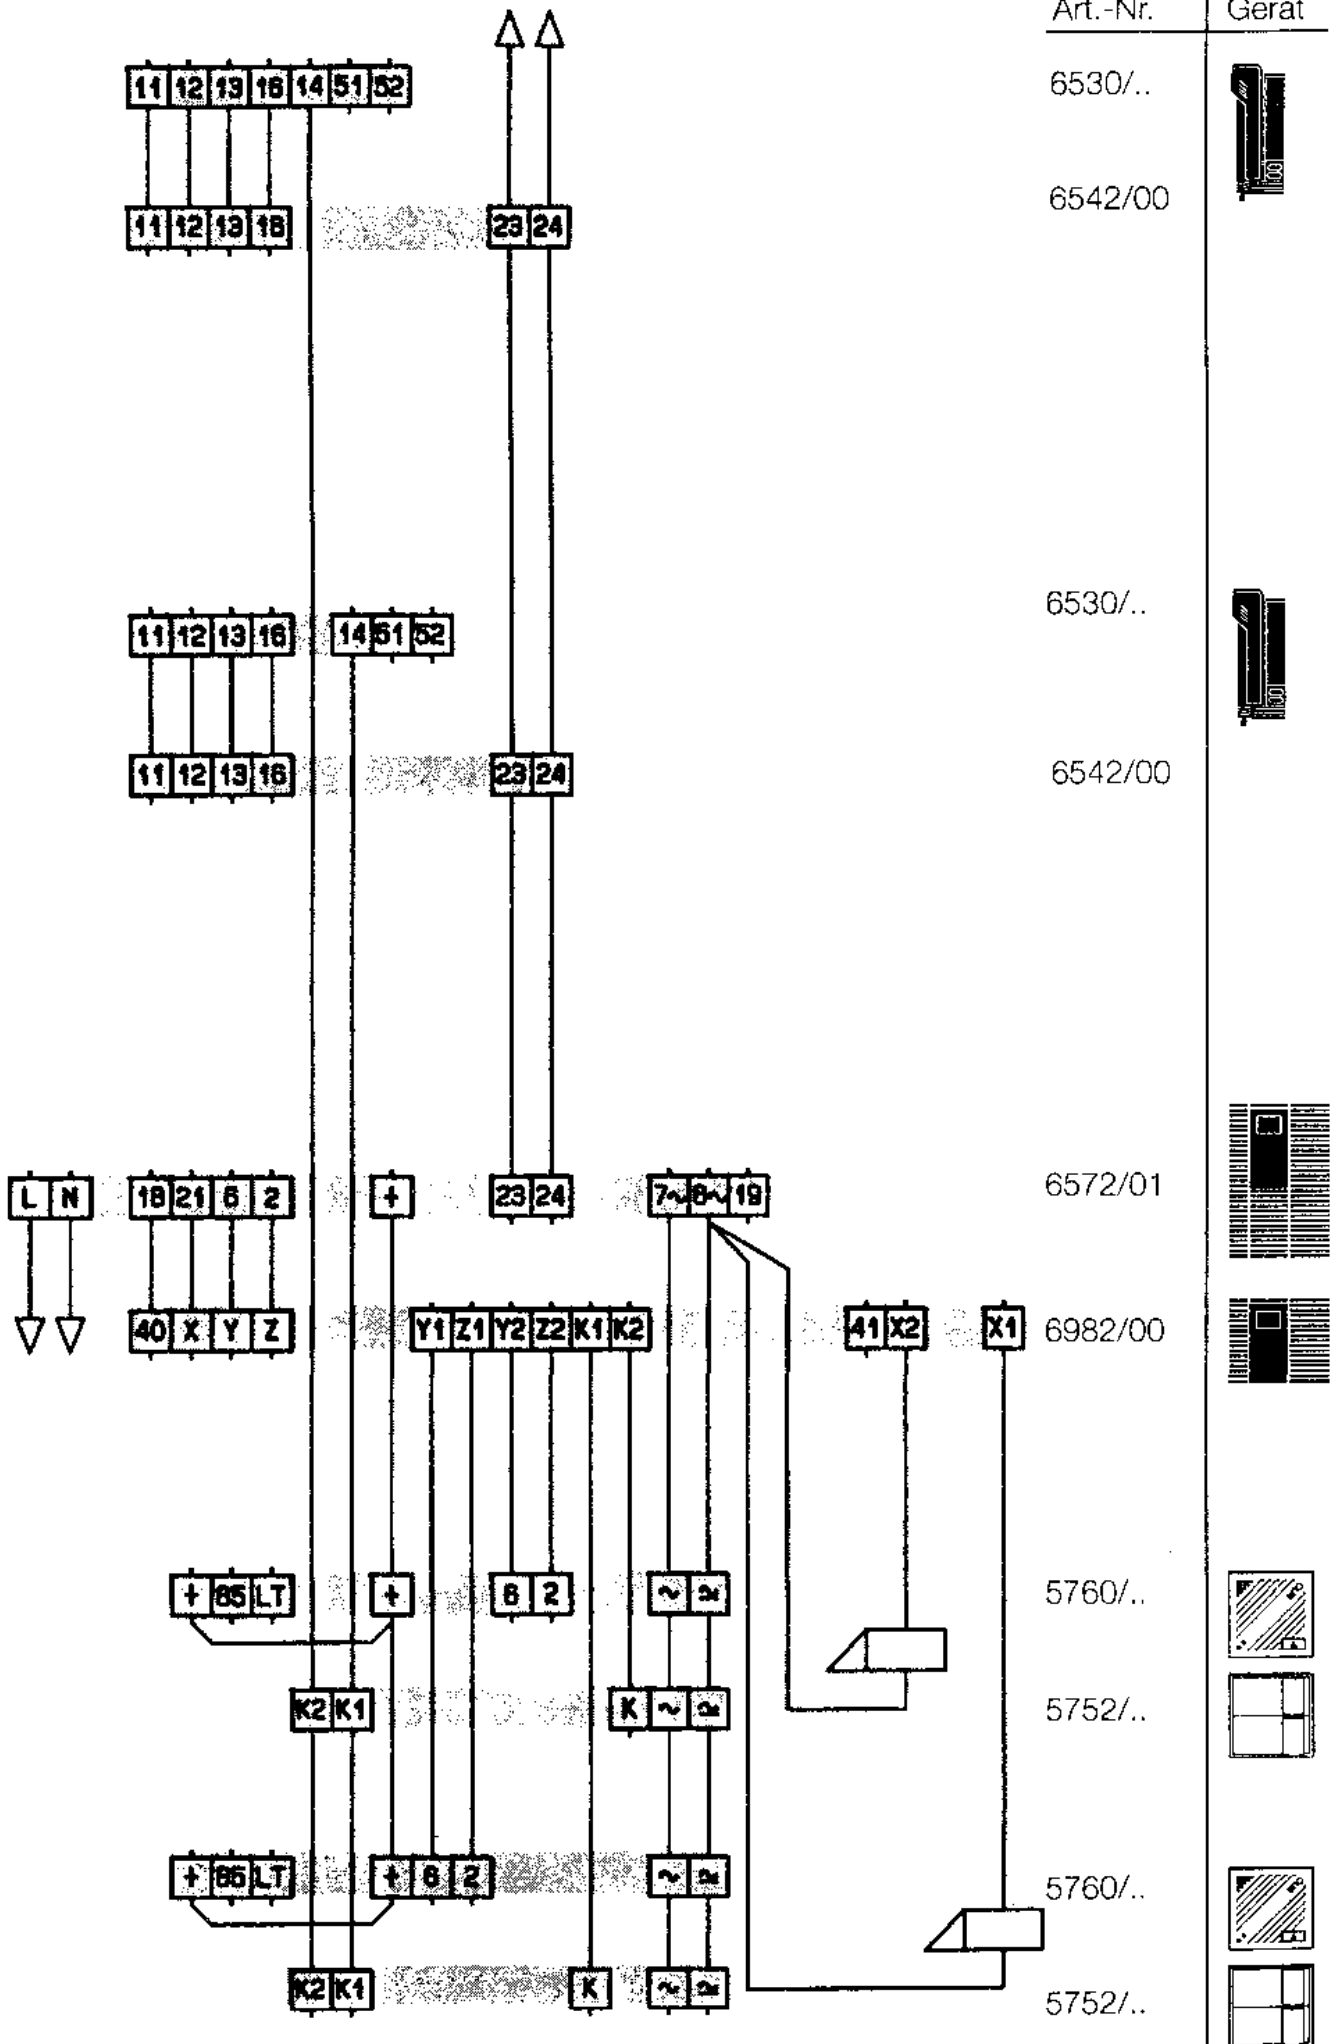 Art.-Nr. Gerät
11 12 13 16 14 51 52 6530/..
6542/00
11 12 13 16 23 24
6530/..
11 12 13 16 14 51 52
11 12 13 16 23 24 6542/00
L N 18 21 6 2 + 23 24 7~ 8~ 19 6572/01
40 X Y Z Y1 Z1 Y2 Z2 K1 K2 41 X2 X1 6982/00
+ 65 LT + 6 2 ~ ≃ 5760/..
K2 K1 K ~ ≃ 5752/..
+ 65 LT + 6 2 ~ ≃ 5760/..
K2 K1 K ~ ≃ 5752/..